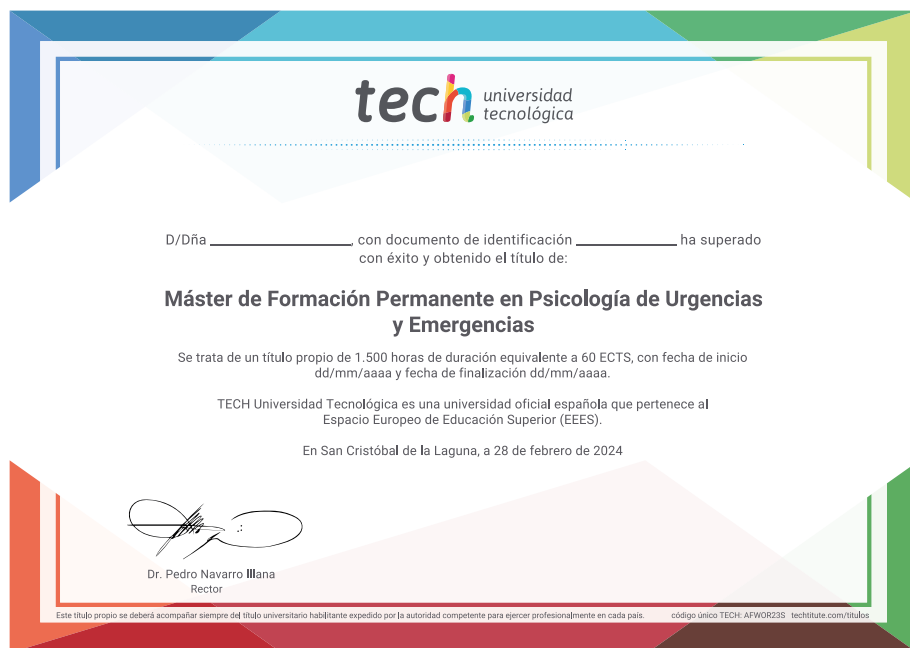 tech universidad
tecnológica
D/Dña ____________________, con documento de identificación ______________ ha superado
con éxito y obtenido el título de:
Máster de Formación Permanente en Psicología de Urgencias
y Emergencias
Se trata de un título propio de 1.500 horas de duración equivalente a 60 ECTS, con fecha de inicio
dd/mm/aaaa y fecha de finalización dd/mm/aaaa.
TECH Universidad Tecnológica es una universidad oficial española que pertenece al
Espacio Europeo de Educación Superior (EEES).
En San Cristóbal de la Laguna, a 28 de febrero de 2024
Dr. Pedro Navarro Illana
Rector
Este título propio se deberá acompañar siempre del título universitario habilitante expedido por la autoridad competente para ejercer profesionalmente en cada país. código único TECH: AFWOR23S techtitute.com/titulos